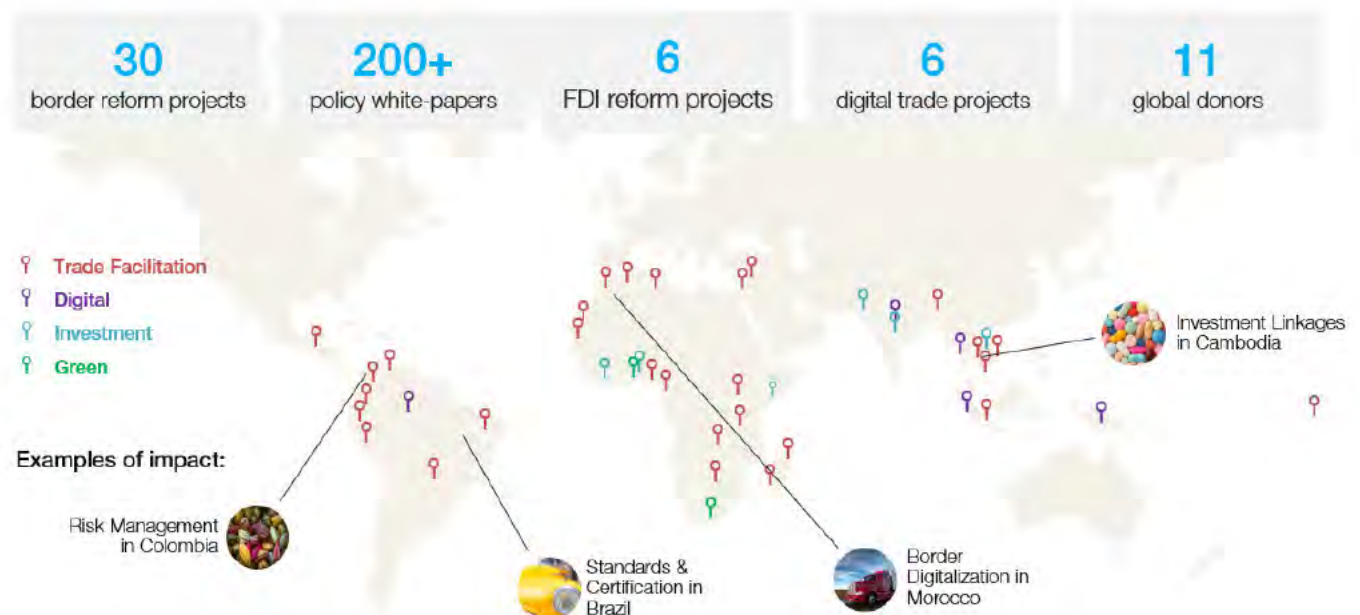 30
border reform projects
200+
policy white-papers
6
FDI reform projects
6
digital trade projects
11
global donors
Trade Facilitation
Digital
Investment
Green
Examples of impact:
Risk Management
in Colombia
Standards &
Certification in
Brazil
Border
Digitalization in
Morocco
Investment Linkages
in Cambodia